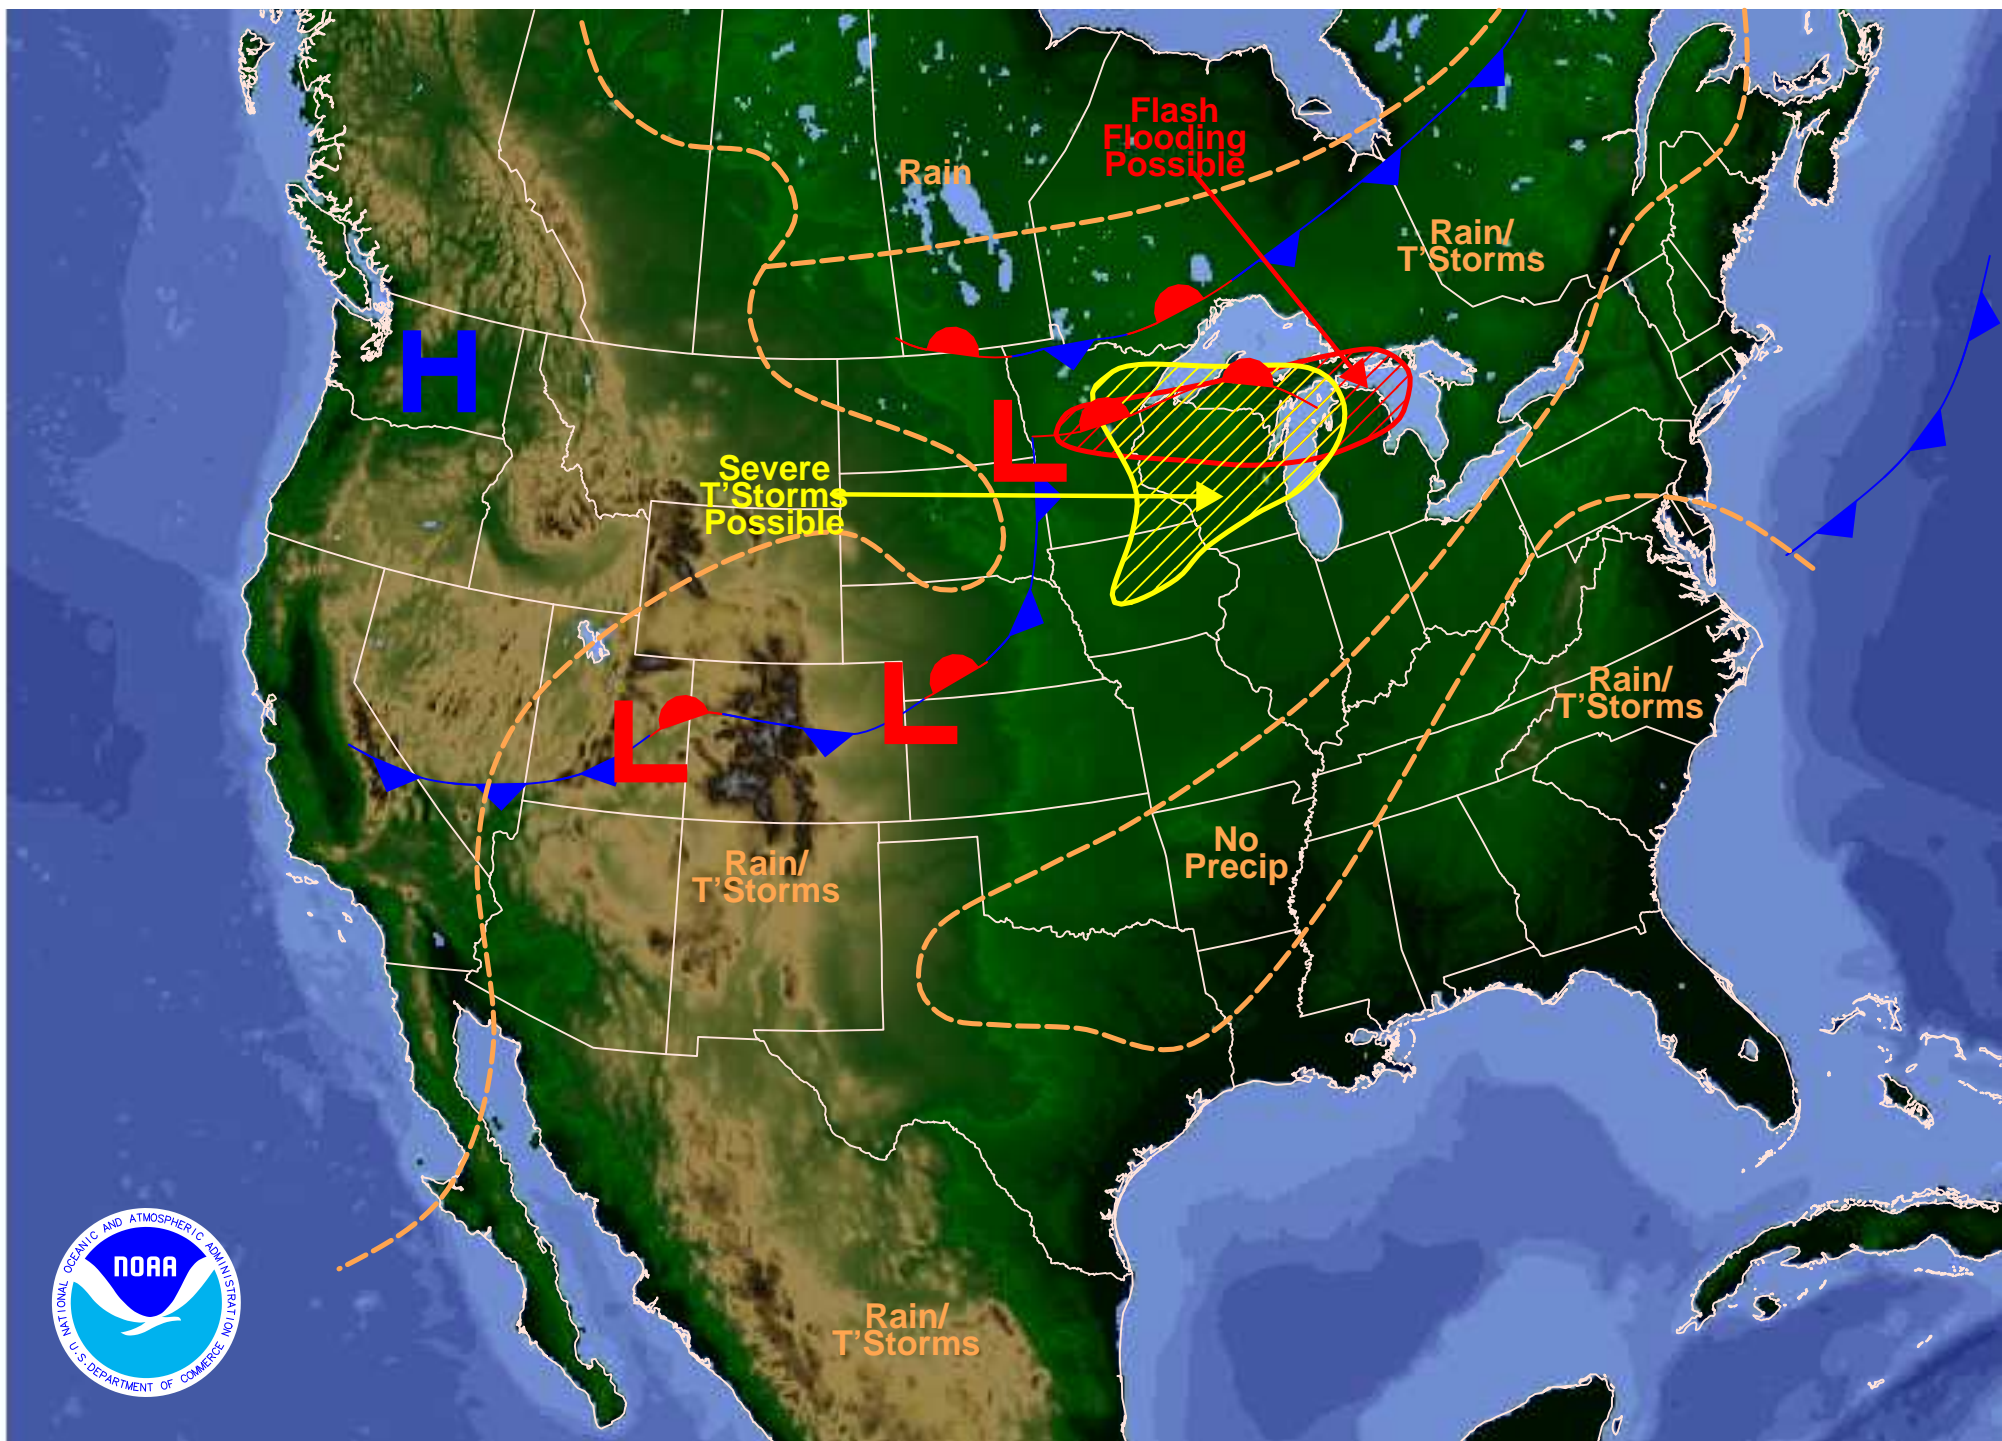 Flash
Flooding
Possible
Rain
Rain/
T'Storms
H
L
Severe
T'Storms
Possible
L
L
Rain/
T'Storms
No
Precip
Rain/
T'Storms
NATIONAL OCEANIC AND ATMOSPHERIC ADMINISTRATION
NOAA
U.S. DEPARTMENT OF COMMERCE
Rain/
T'Storms